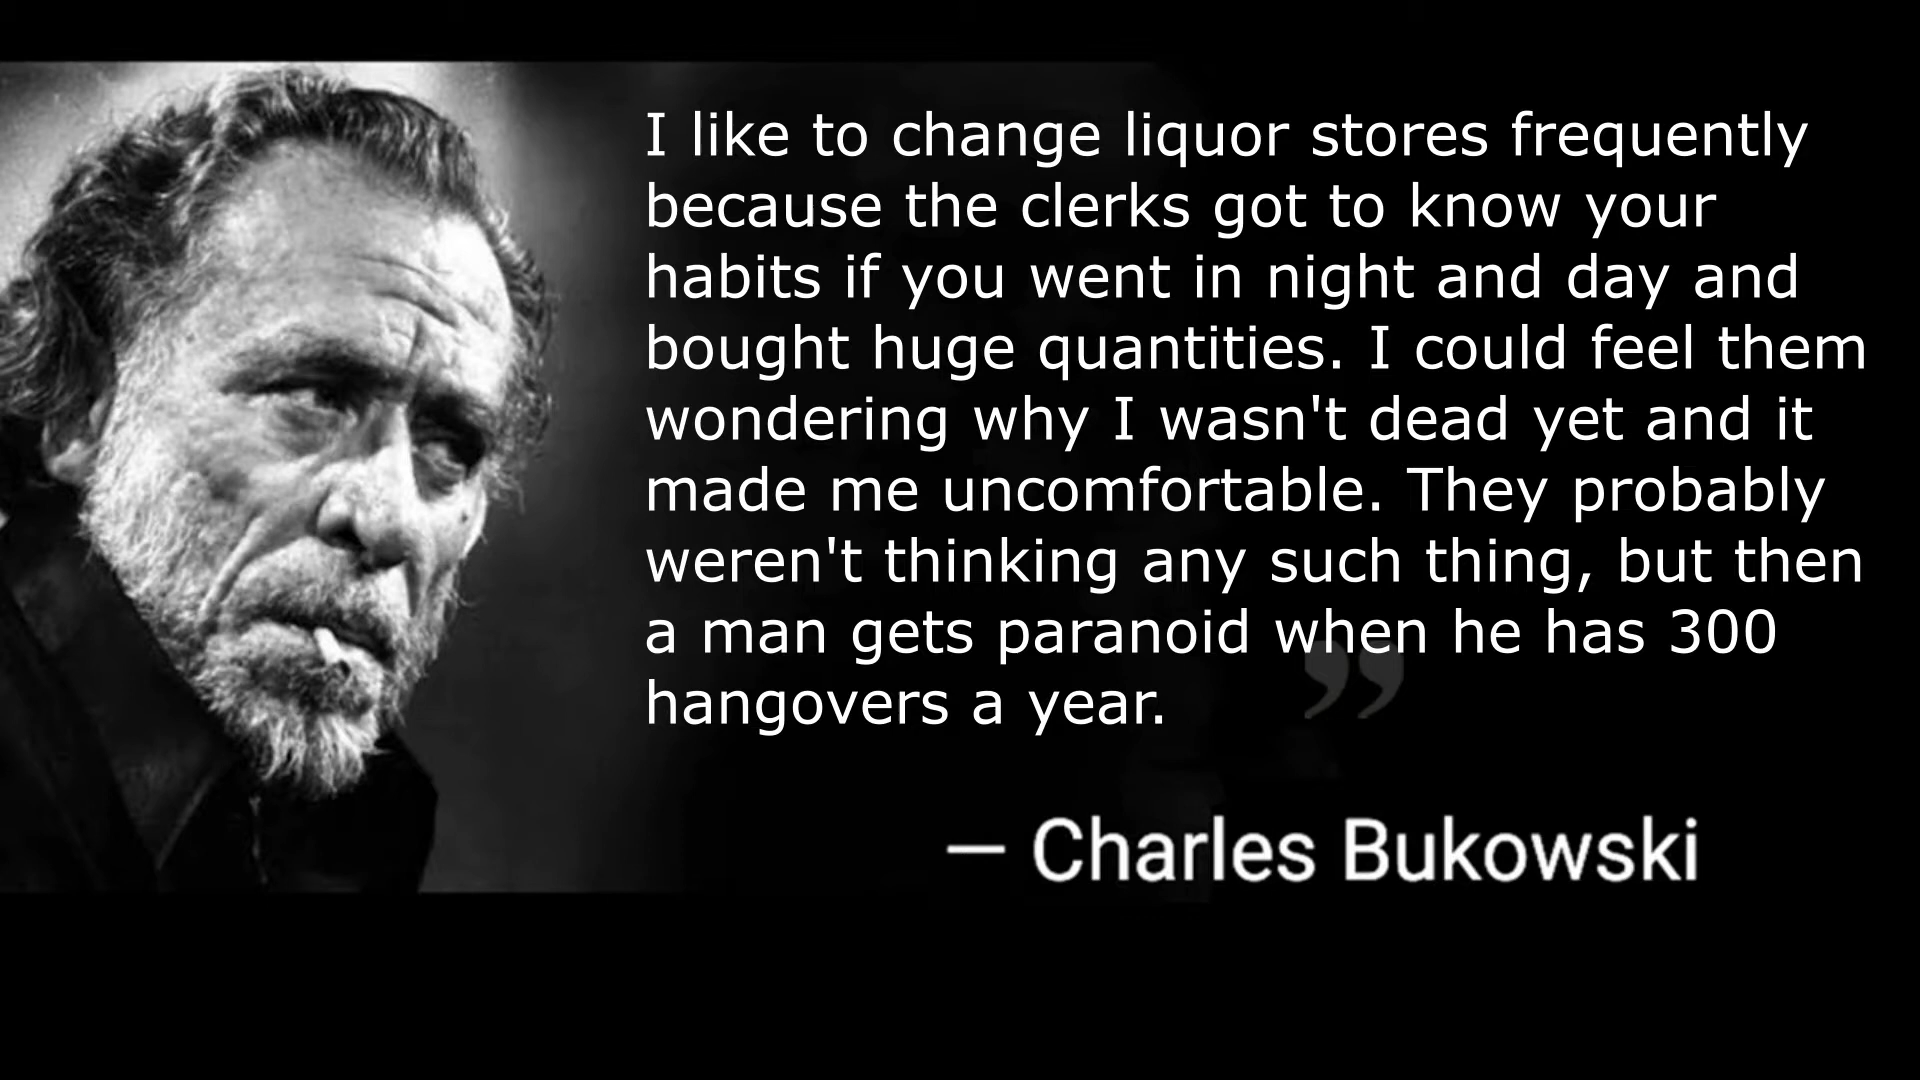 I like to change liquor stores frequently
because the clerks got to know your
habits if you went in night and day and
bought huge quantities. I could feel them
wondering why I wasn't dead yet and it
made me uncomfortable. They probably
weren't thinking any such thing, but then
a man gets paranoid when he has 300
hangovers a year.
”
— Charles Bukowski